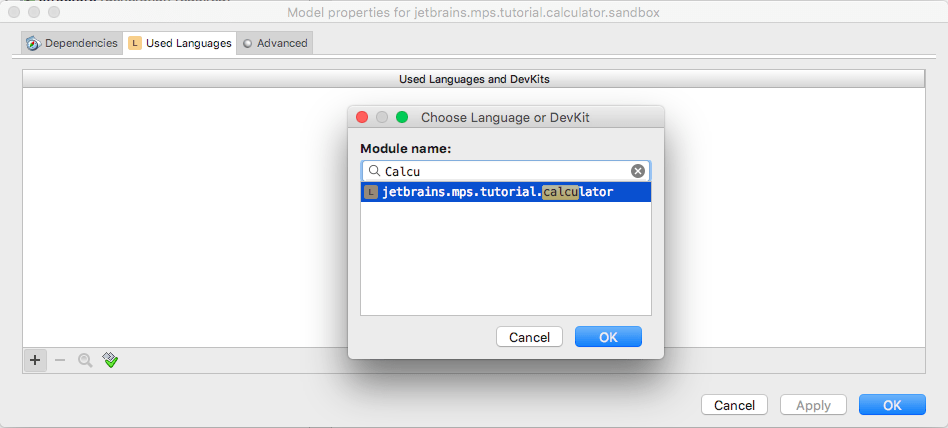 Model properties for jetbrains.mps.tutorial.calculator.sandbox
Dependencies L Used Languages Advanced
Used Languages and DevKits
Choose Language or DevKit
Module name:
Calcu
L jetbrains.mps.tutorial.calculator
Cancel OK
Cancel Apply OK